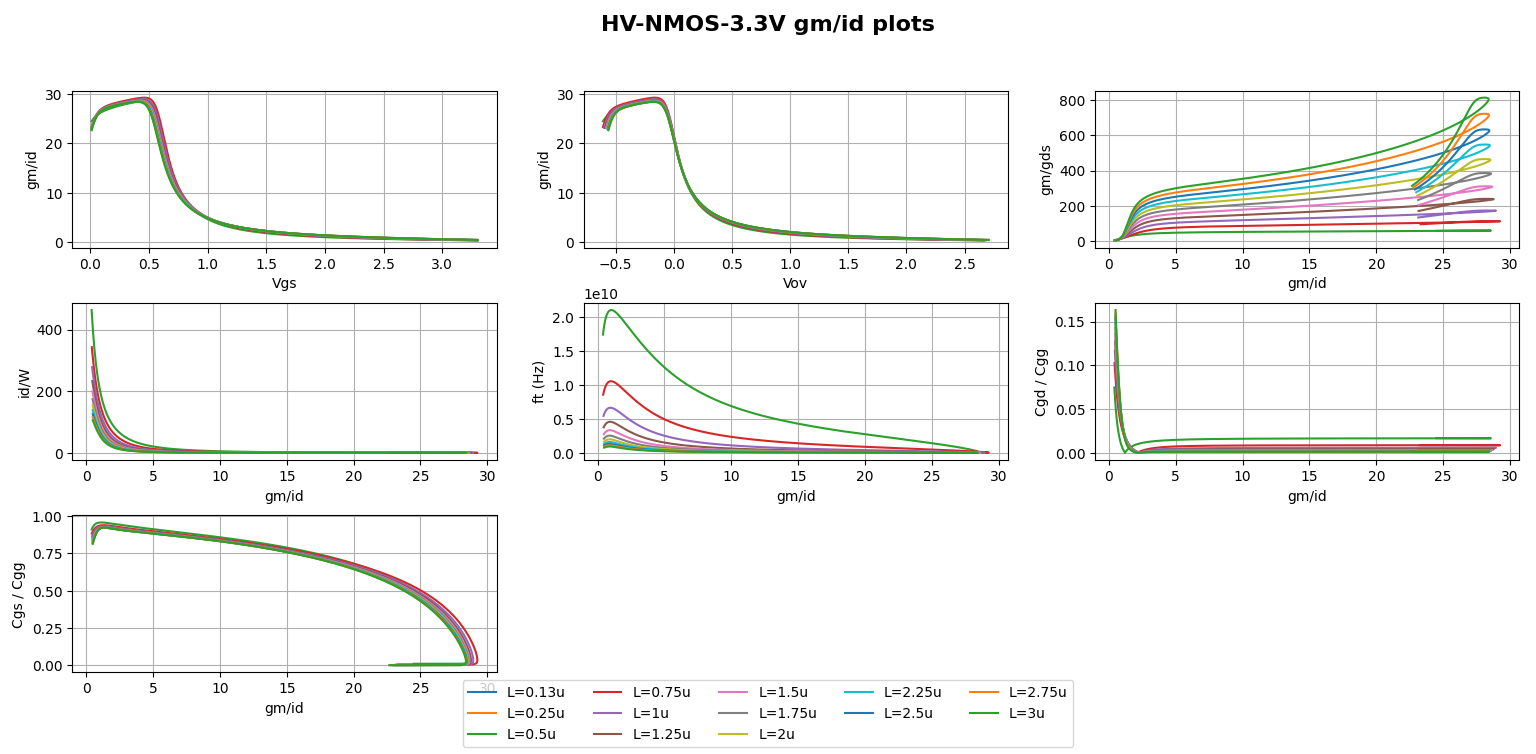 HV-NMOS-3.3V gm/id plots
30
20
10
0
gm/id
0.0 0.5 1.0 1.5 2.0 2.5 3.0
Vgs
30
20
10
0
gm/id
−0.5 0.0 0.5 1.0 1.5 2.0 2.5
Vov
800
600
400
200
0
gm/gds
0 5 10 15 20 25 30
gm/id
400
200
0
id/W
0 5 10 15 20 25 30
gm/id
1e10
2.0
1.5
1.0
0.5
0.0
ft (Hz)
0 5 10 15 20 25 30
gm/id
0.15
0.10
0.05
0.00
Cgd / Cgg
0 5 10 15 20 25 30
gm/id
1.00
0.75
0.50
0.25
0.00
Cgs / Cgg
0 5 10 15 20 25 30
gm/id
L=0.13u L=0.75u L=1.5u L=2.25u L=2.75u
L=0.25u L=1u L=1.75u L=2.5u L=3u
L=0.5u L=1.25u L=2u